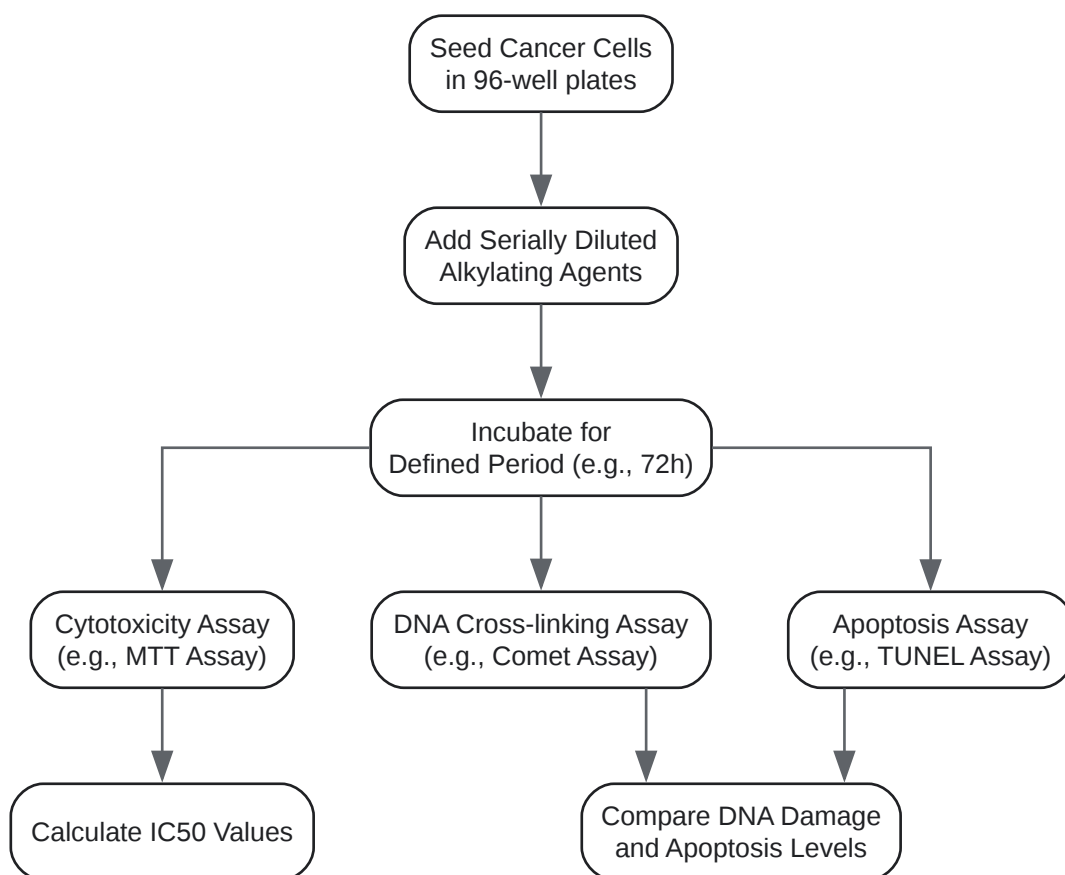 Seed Cancer Cells
in 96-well plates
Add Serially Diluted
Alkylating Agents
Incubate for
Defined Period (e.g., 72h)
Cytotoxicity Assay
(e.g., MTT Assay)
DNA Cross-linking Assay
(e.g., Comet Assay)
Apoptosis Assay
(e.g., TUNEL Assay)
Calculate IC50 Values
Compare DNA Damage
and Apoptosis Levels